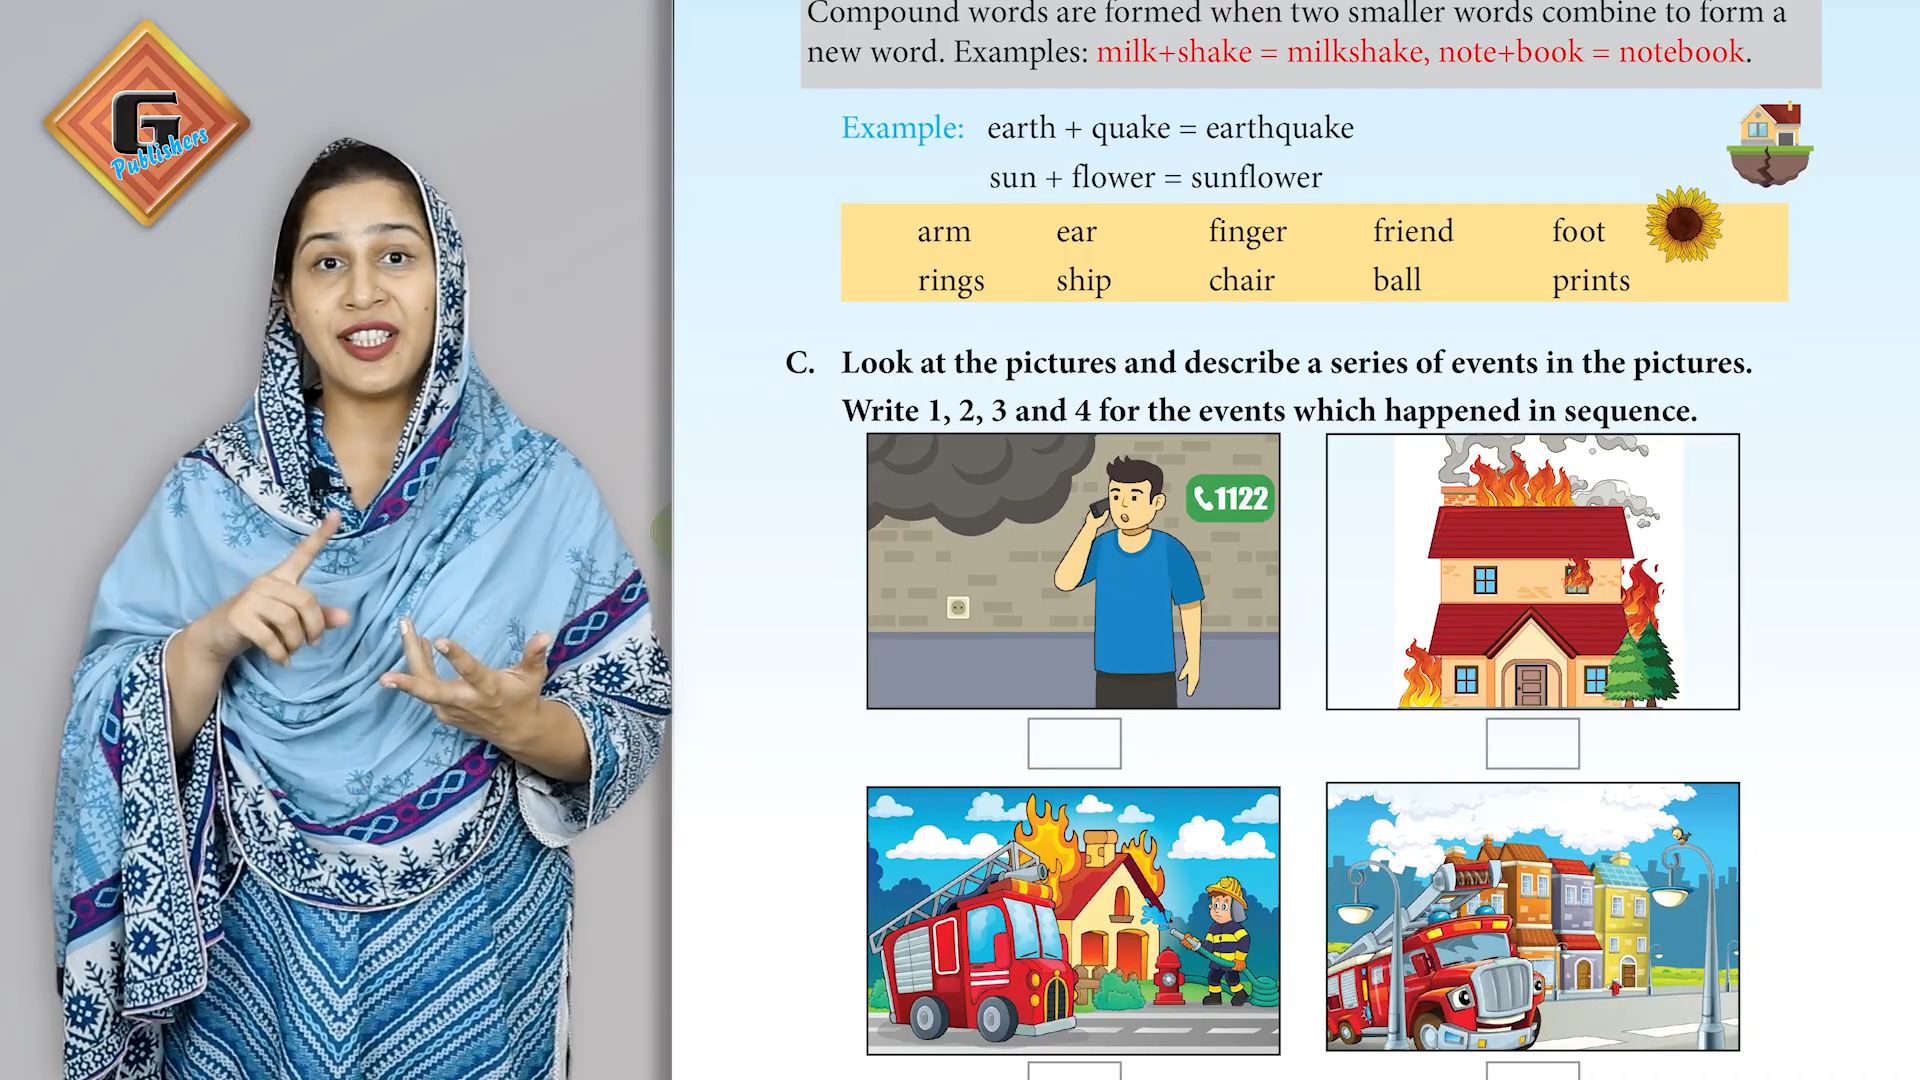 G
Publishers
Compound words are formed when two smaller words combine to form a
new word. Examples: milk+shake = milkshake, note+book = notebook.
Example: earth + quake = earthquake
sun + flower = sunflower
arm ear finger friend foot
rings ship chair ball prints
C. Look at the pictures and describe a series of events in the pictures.
Write 1, 2, 3 and 4 for the events which happened in sequence.
1122